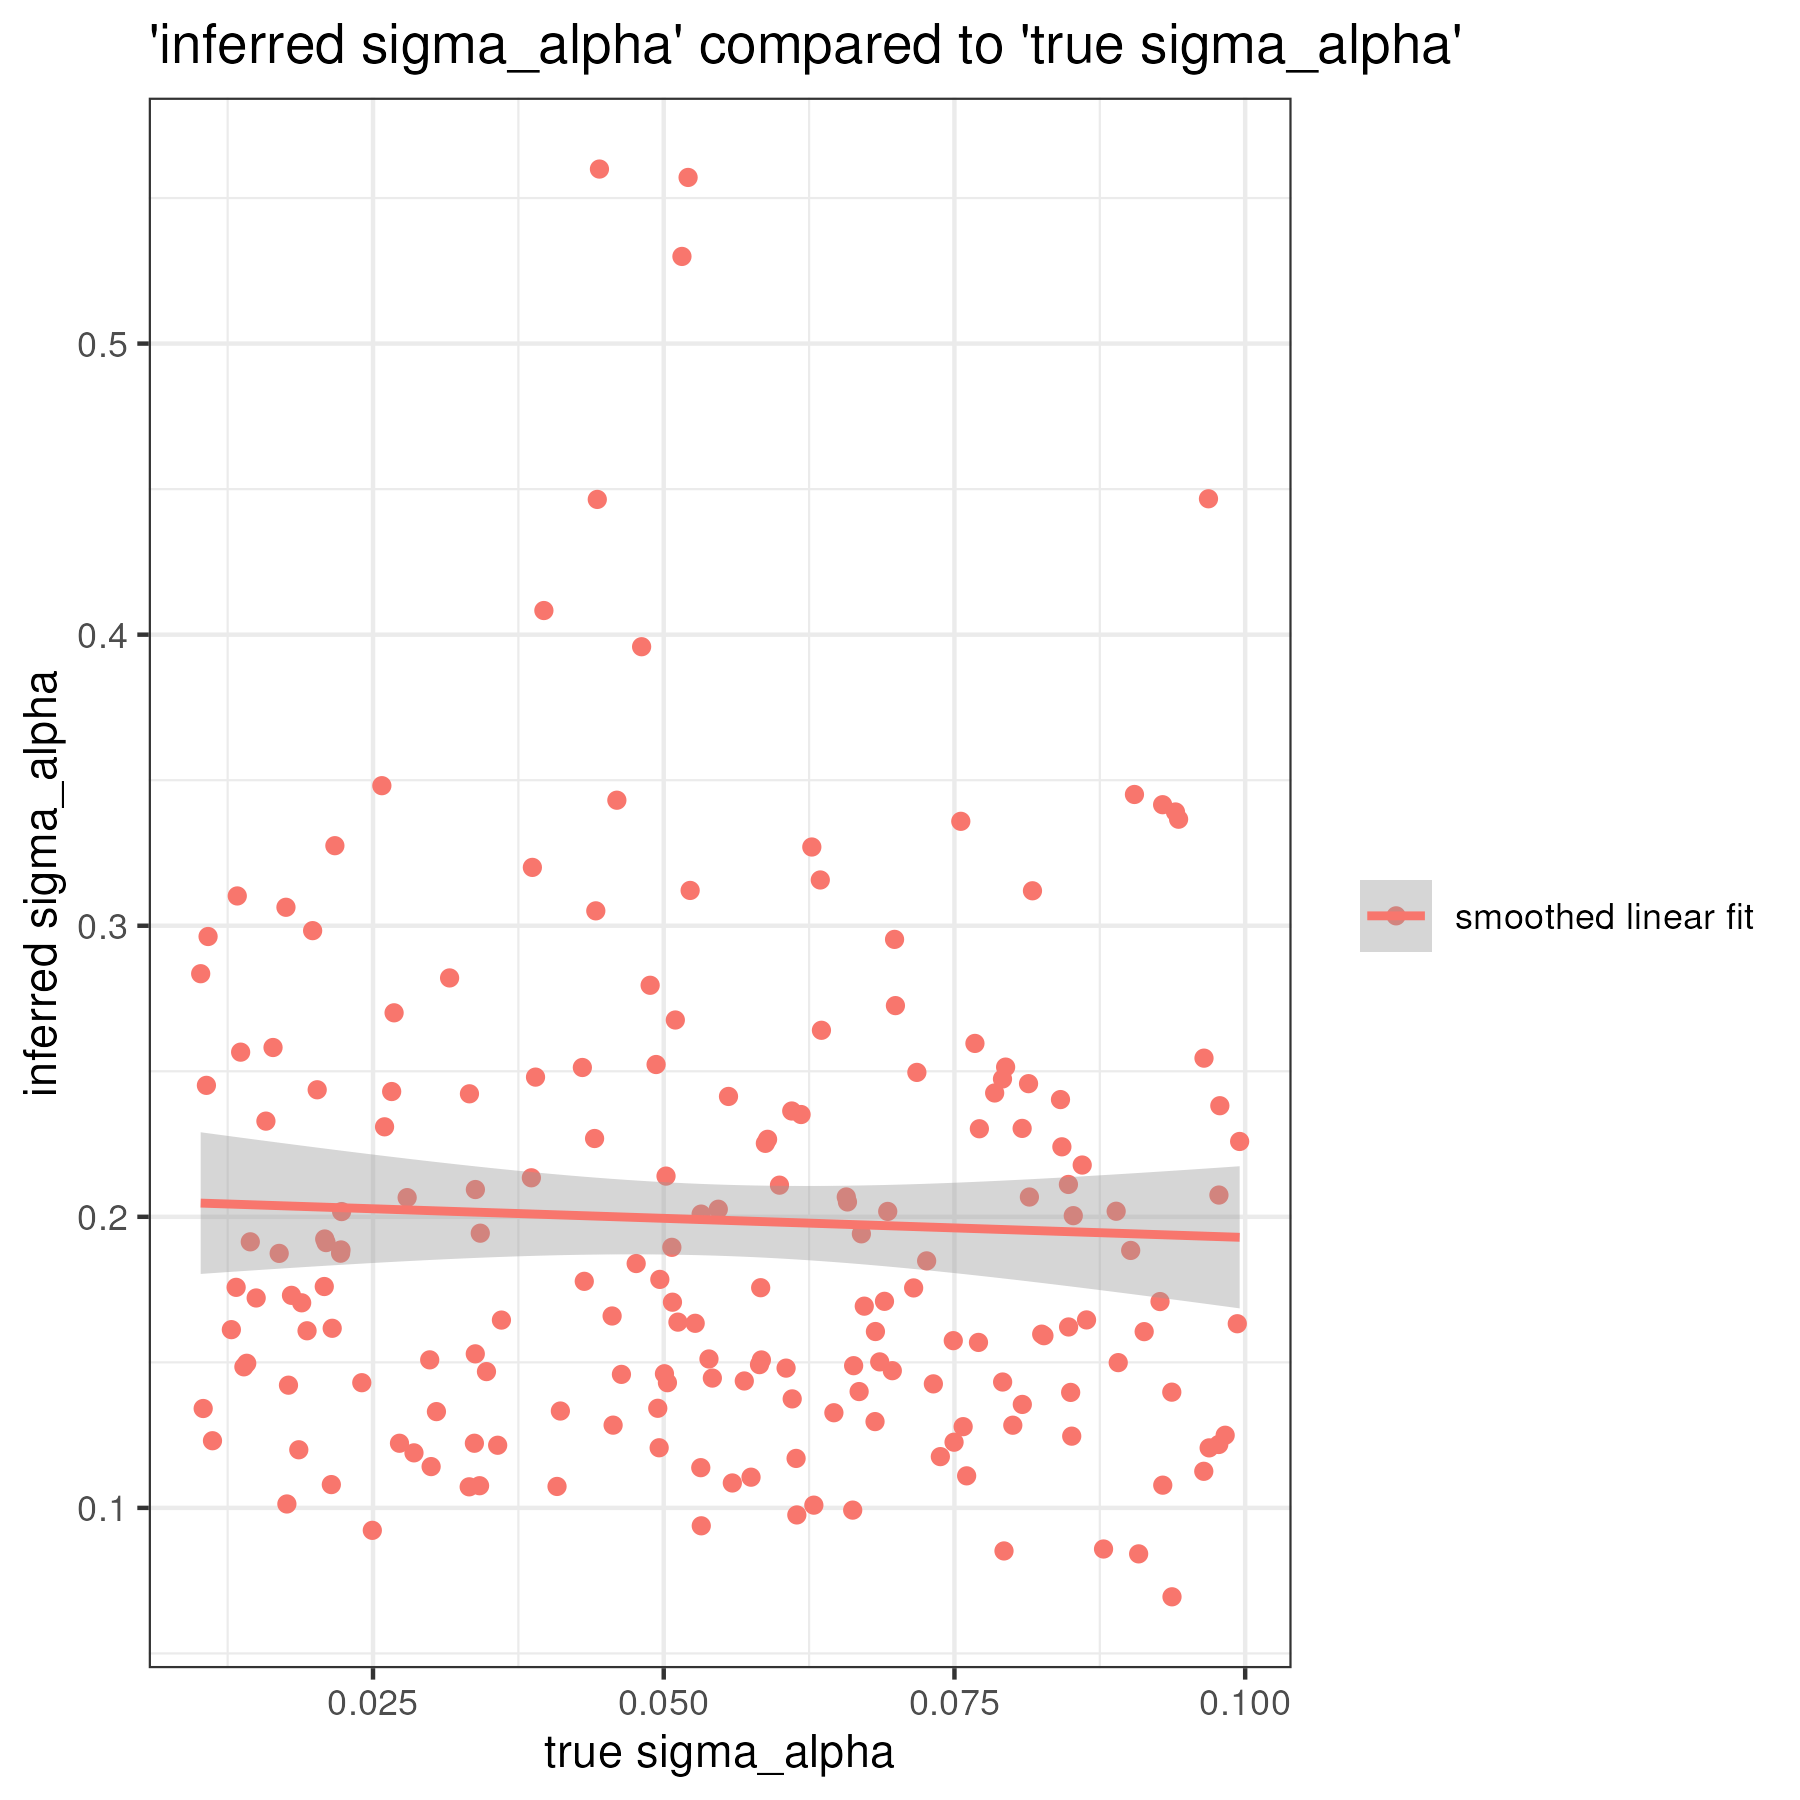 'inferred sigma_alpha' compared to 'true sigma_alpha'
inferred sigma_alpha
0.5
0.4
0.3
0.2
0.1
0.025 0.050 0.075 0.100
true sigma_alpha
smoothed linear fit